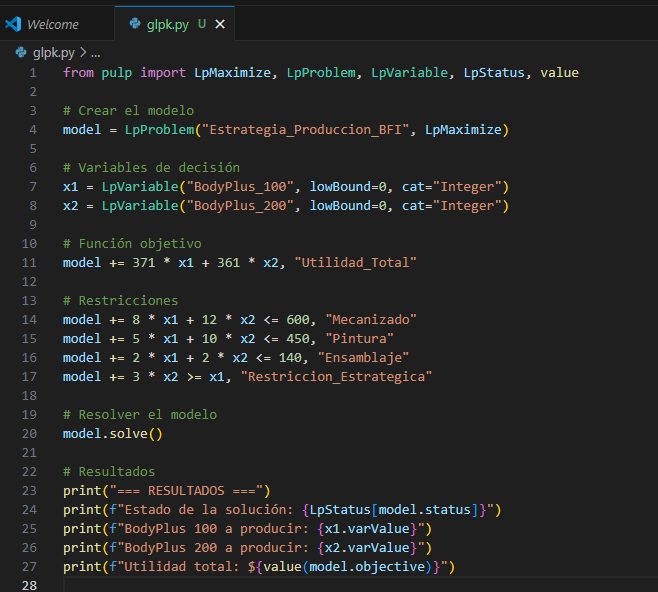 Welcome
glpk.py U
glpk.py > ...
1 from pulp import LpMaximize, LpProblem, LpVariable, LpStatus, value
2
3 # Crear el modelo
4 model = LpProblem("Estrategia_Produccion_BFI", LpMaximize)
5
6 # Variables de decisión
7 x1 = LpVariable("BodyPlus_100", lowBound=0, cat="Integer")
8 x2 = LpVariable("BodyPlus_200", lowBound=0, cat="Integer")
9
10 # Función objetivo
11 model += 371 * x1 + 361 * x2, "Utilidad_Total"
12
13 # Restricciones
14 model += 8 * x1 + 12 * x2 <= 600, "Mecanizado"
15 model += 5 * x1 + 10 * x2 <= 450, "Pintura"
16 model += 2 * x1 + 2 * x2 <= 140, "Ensamblaje"
17 model += 3 * x2 >= x1, "Restriccion_Estrategica"
18
19 # Resolver el modelo
20 model.solve()
21
22 # Resultados
23 print("=== RESULTADOS ===")
24 print(f"Estado de la solución: {LpStatus[model.status]}")
25 print(f"BodyPlus 100 a producir: {x1.varValue}")
26 print(f"BodyPlus 200 a producir: {x2.varValue}")
27 print(f"Utilidad total: ${value(model.objective)}")
28